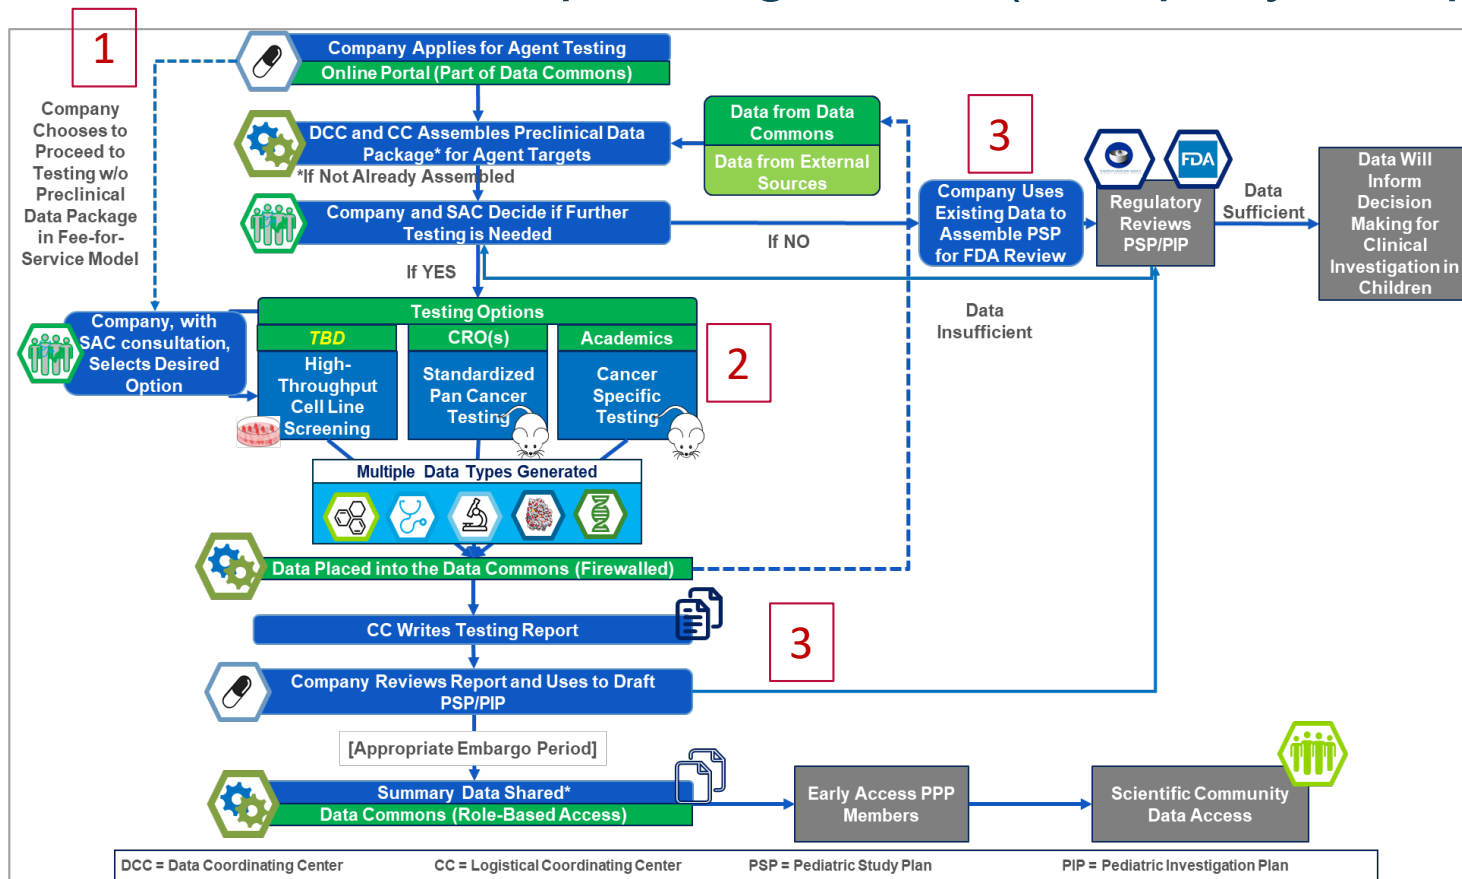 1
Company
Chooses to
Proceed to
Testing w/o
Preclinical
Data Package
in Fee-for-
Service Model
Company Applies for Agent Testing
Online Portal (Part of Data Commons)
DCC and CC Assembles Preclinical Data
Package* for Agent Targets
*If Not Already Assembled
Data from Data
Commons
Data from External
Sources
Company and SAC Decide if Further
Testing is Needed
If NO
If YES
3
Company Uses
Existing Data to
Assemble PSP
for FDA Review
FDA
Regulatory
Reviews
PSP/PIP
Data
Sufficient
Data Will
Inform
Decision
Making for
Clinical
Investigation in
Children
Data
Insufficient
Company, with
SAC consultation,
Selects Desired
Option
Testing Options
TBD
High-
Throughput
Cell Line
Screening
CRO(s)
Standardized
Pan Cancer
Testing
Academics
Cancer
Specific
Testing
2
Multiple Data Types Generated
Data Placed into the Data Commons (Firewalled)
CC Writes Testing Report
3
Company Reviews Report and Uses to Draft
PSP/PIP
[Appropriate Embargo Period]
Summary Data Shared*
Data Commons (Role-Based Access)
Early Access PPP
Members
Scientific Community
Data Access
DCC = Data Coordinating Center
CC = Logistical Coordinating Center
PSP = Pediatric Study Plan
PIP = Pediatric Investigation Plan